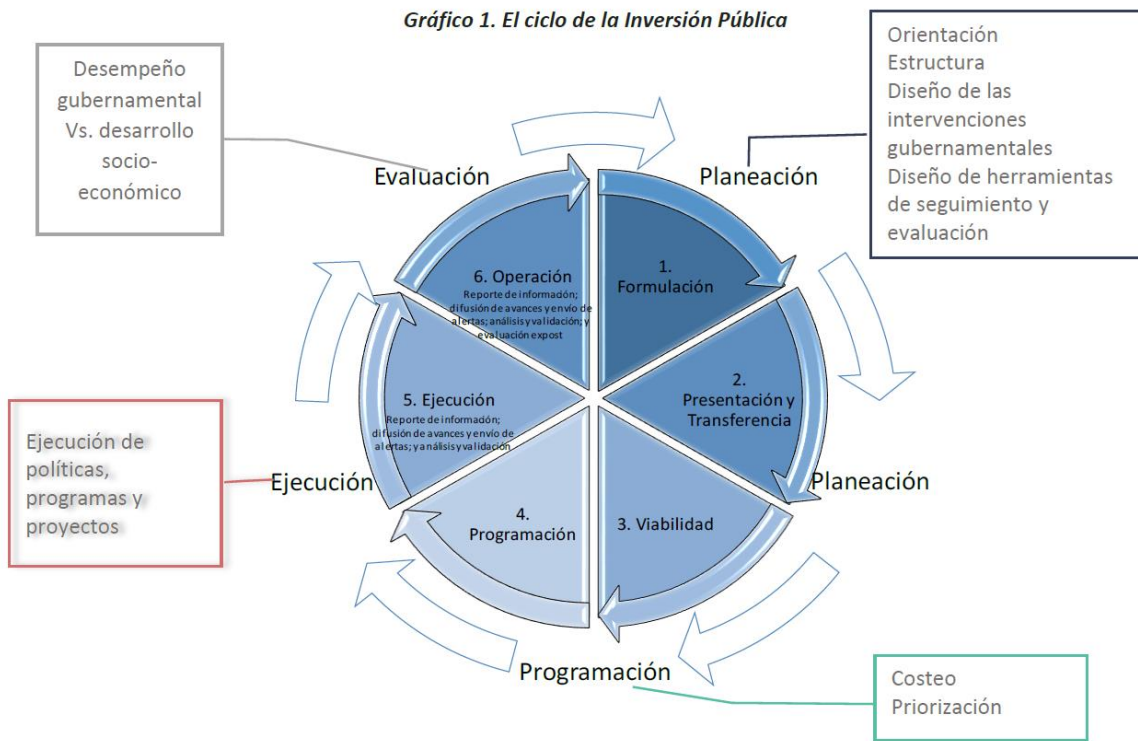 Gráfico 1. El ciclo de la Inversión Pública
Desempeño
gubernamental
Vs. desarrollo
socio-
económico
Orientación
Estructura
Diseño de las
intervenciones
gubernamentales
Diseño de herramientas
de seguimiento y
evaluación
Evaluación
Planeación
6. Operación
Reporte de información;
difusión de avances y envío de
alertas; análisis y validación; y
evaluación expost
1.
Formulación
5. Ejecución
Reporte de información;
difusión de avances y envío de
alertas; y análisis y validación
2.
Presentación y
Transferencia
Ejecución de
políticas,
programas y
proyectos
Ejecución
Planeación
4.
Programación
3. Viabilidad
Programación
Costeo
Priorización